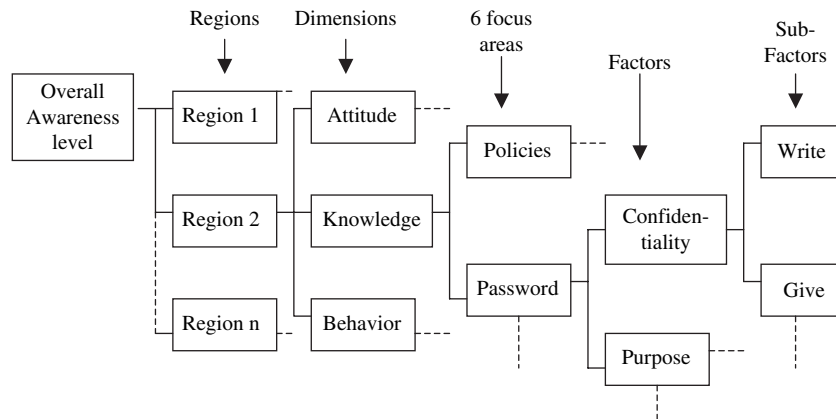 Regions
Dimensions
6 focus
areas
Factors
Sub-
Factors
Overall
Awareness
level
Region 1
Attitude
Policies
Write
Region 2
Knowledge
Confiden-
tiality
Password
Give
Region n
Behavior
Purpose